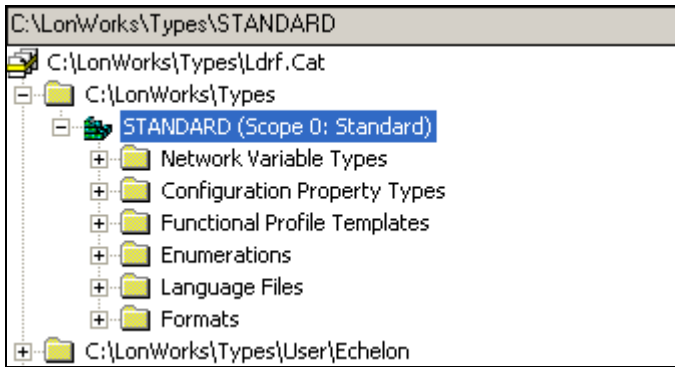 C:\LonWorks\Types\STANDARD
C:\LonWorks\Types\Ldrf.Cat
C:\LonWorks\Types
STANDARD (Scope 0: Standard)
Network Variable Types
Configuration Property Types
Functional Profile Templates
Enumerations
Language Files
Formats
C:\LonWorks\Types\User\Echelon